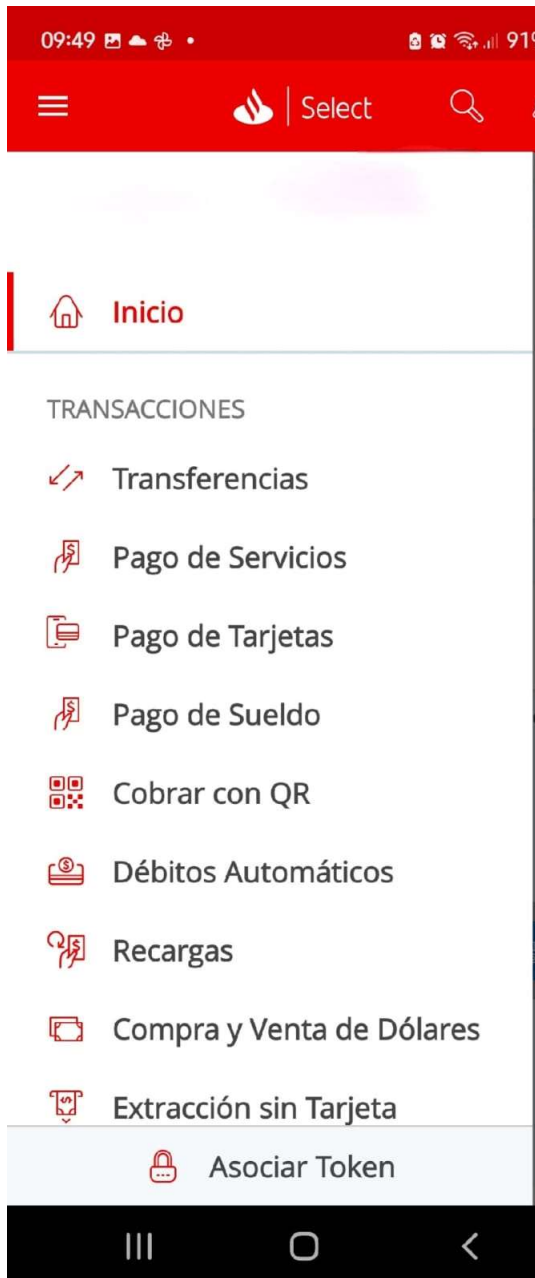 09:49
91%
Select
Inicio
TRANSACCIONES
Transferencias
Pago de Servicios
Pago de Tarjetas
Pago de Sueldo
Cobrar con QR
Débitos Automáticos
Recargas
Compra y Venta de Dólares
Extracción sin Tarjeta
Asociar Token